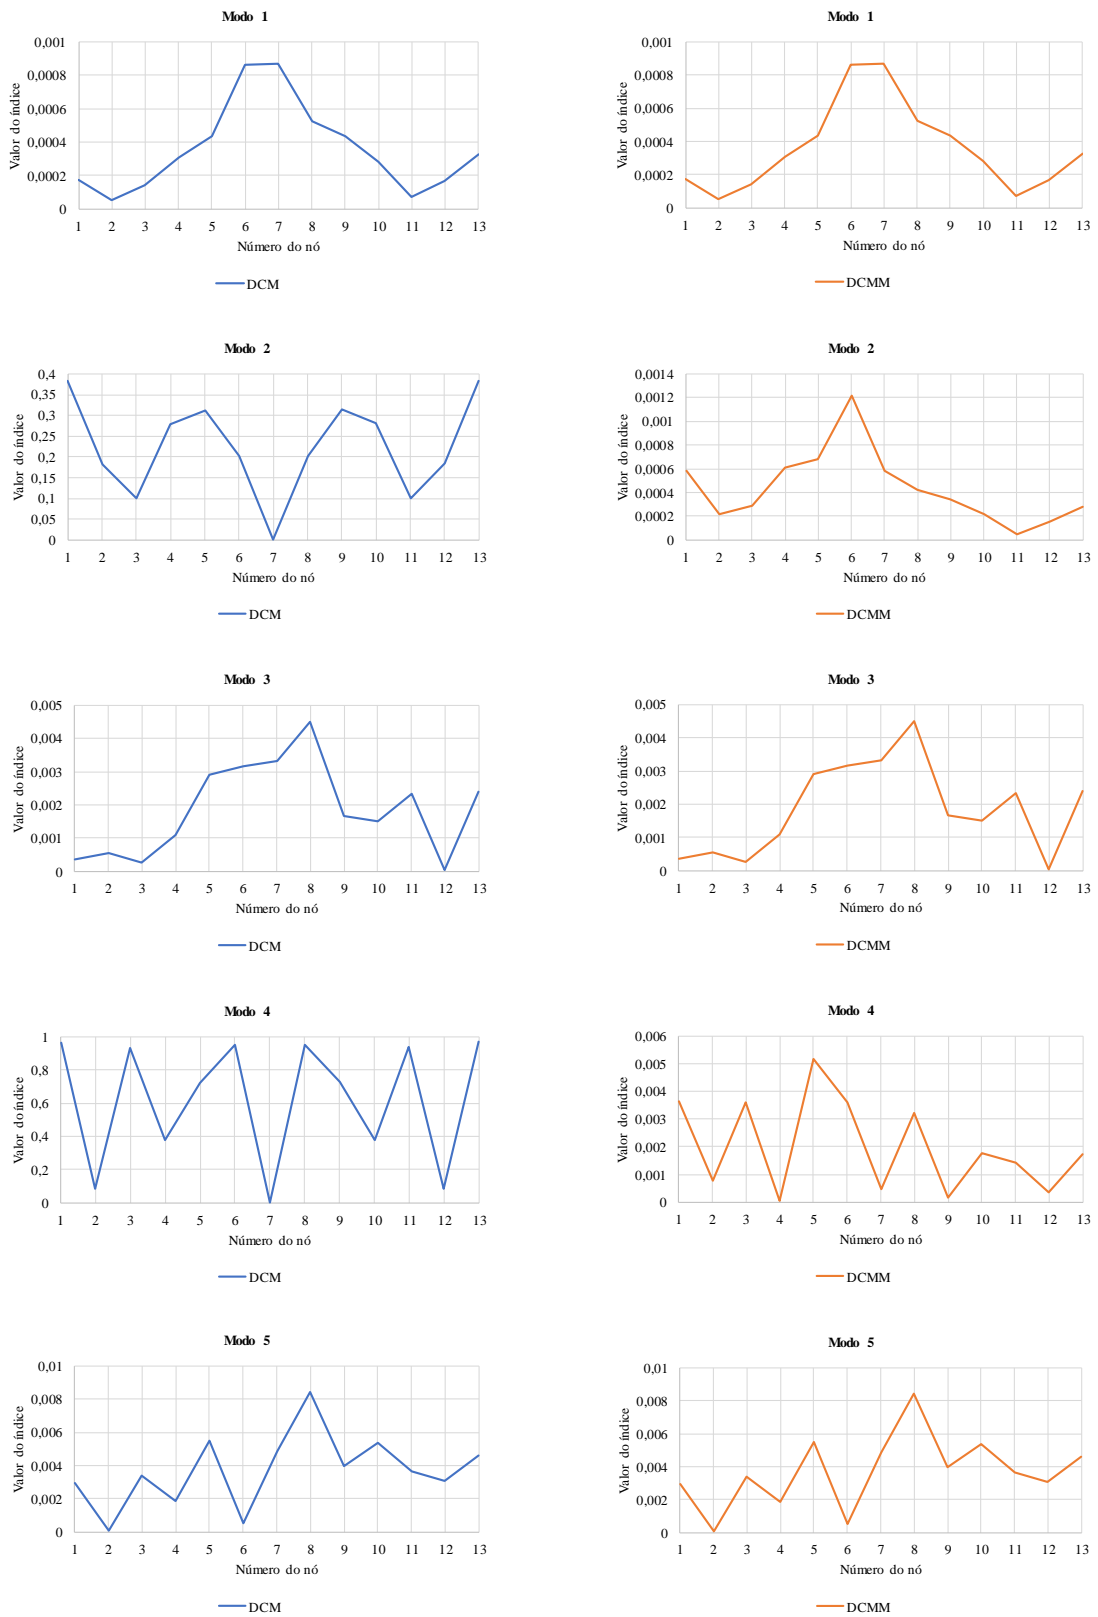 Modo 1
0,001
0,0008
0,0006
0,0004
0,0002
0
Valor do índice
1 2 3 4 5 6 7 8 9 10 11 12 13
Número do nó
DCM
Modo 1
0,001
0,0008
0,0006
0,0004
0,0002
0
Valor do índice
1 2 3 4 5 6 7 8 9 10 11 12 13
Número do nó
DCMM
Modo 2
0,4
0,35
0,3
0,25
0,2
0,15
0,1
0,05
0
Valor do índice
1 2 3 4 5 6 7 8 9 10 11 12 13
Número do nó
DCM
Modo 2
0,0014
0,0012
0,001
0,0008
0,0006
0,0004
0,0002
0
Valor do índice
1 2 3 4 5 6 7 8 9 10 11 12 13
Número do nó
DCMM
Modo 3
0,005
0,004
0,003
0,002
0,001
0
Valor do índice
1 2 3 4 5 6 7 8 9 10 11 12 13
Número do nó
DCM
Modo 3
0,005
0,004
0,003
0,002
0,001
0
Valor do índice
1 2 3 4 5 6 7 8 9 10 11 12 13
Número do nó
DCMM
Modo 4
1
0,8
0,6
0,4
0,2
0
Valor do índice
1 2 3 4 5 6 7 8 9 10 11 12 13
Número do nó
DCM
Modo 4
0,006
0,005
0,004
0,003
0,002
0,001
0
Valor do índice
1 2 3 4 5 6 7 8 9 10 11 12 13
Número do nó
DCMM
Modo 5
0,01
0,008
0,006
0,004
0,002
0
Valor do índice
1 2 3 4 5 6 7 8 9 10 11 12 13
Número do nó
DCM
Modo 5
0,01
0,008
0,006
0,004
0,002
0
Valor do índice
1 2 3 4 5 6 7 8 9 10 11 12 13
Número do nó
DCMM